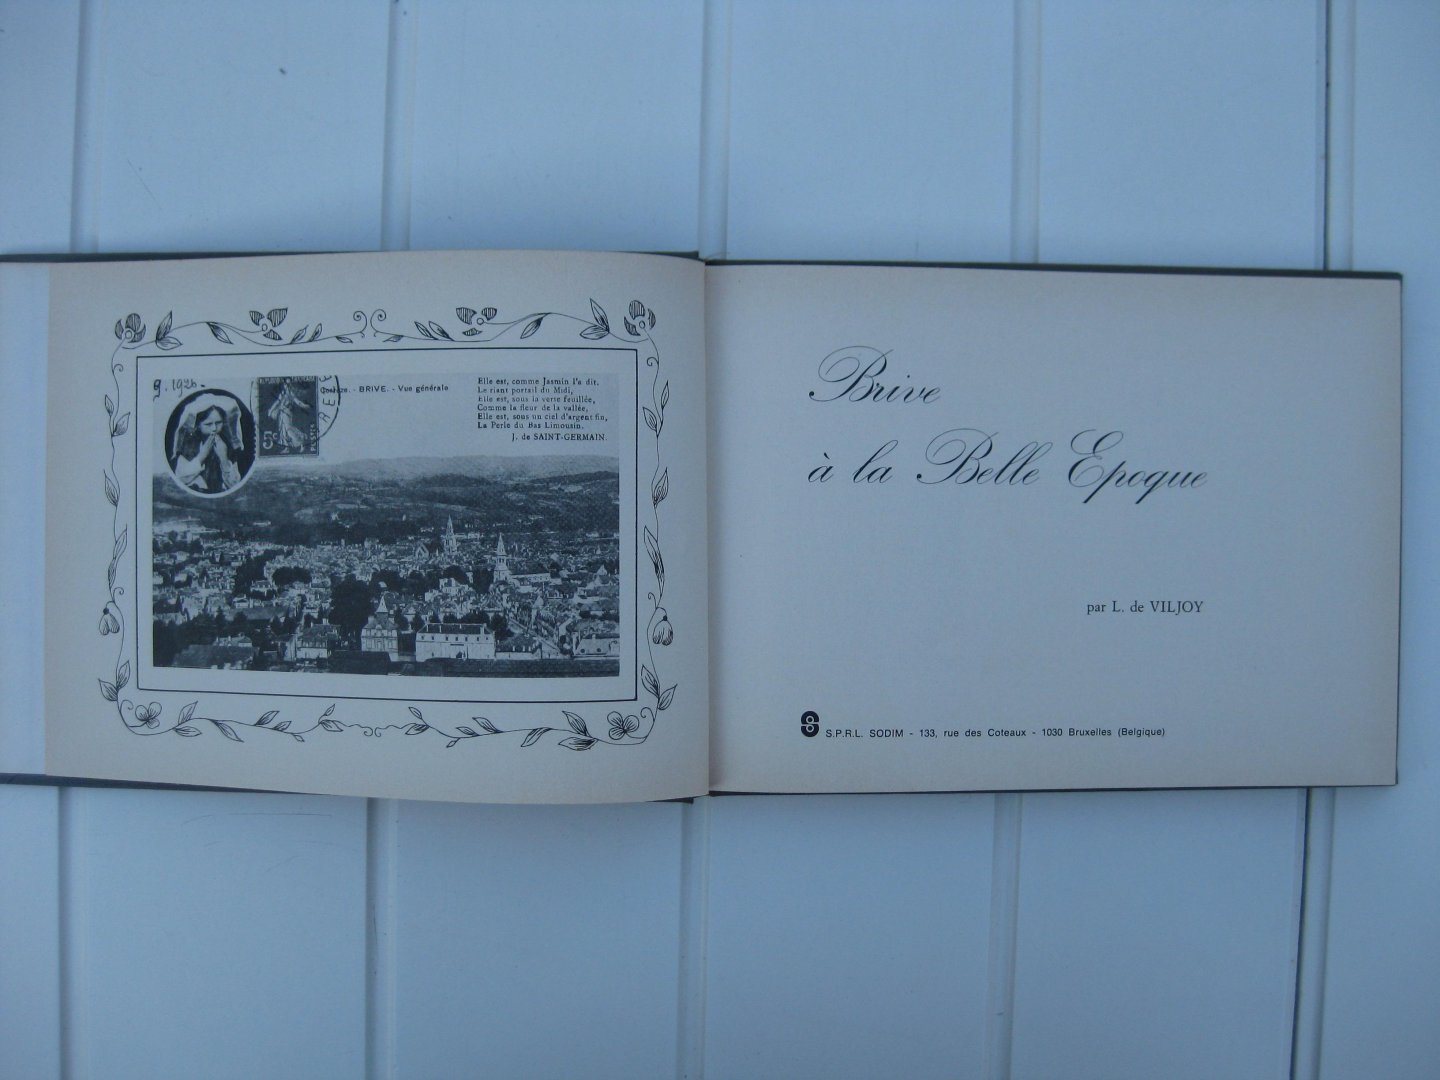 9. 1926-
Corrèze. - BRIVE. - Vue générale
5c
POSTES
Elle est, comme Jasmin l'a dit,
Le riant portail du Midi,
Elle est, sous la verte feuillée,
Comme la fleur de la vallée,
Elle est, sous un ciel d'argent fin,
La Perle du Bas Limousin.
J. de SAINT-GERMAIN.
Brive
à la Belle Epoque
par L. de VILJOY
S.P.R.L. SODIM - 133, rue des Coteaux - 1030 Bruxelles (Belgique)